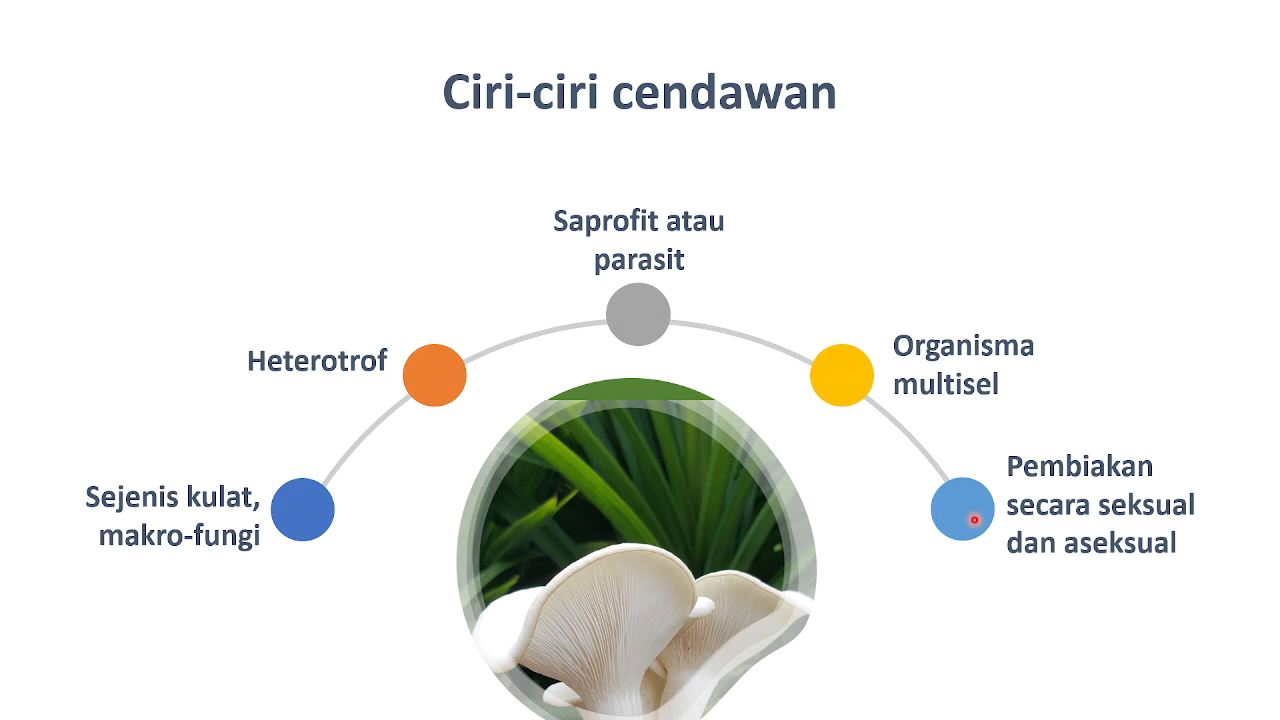 Ciri-ciri cendawan
Saprofit atau
parasit
Heterotrof
Organisma
multisel
Sejenis kulat,
makro-fungi
Pembiakan
secara seksual
dan aseksual